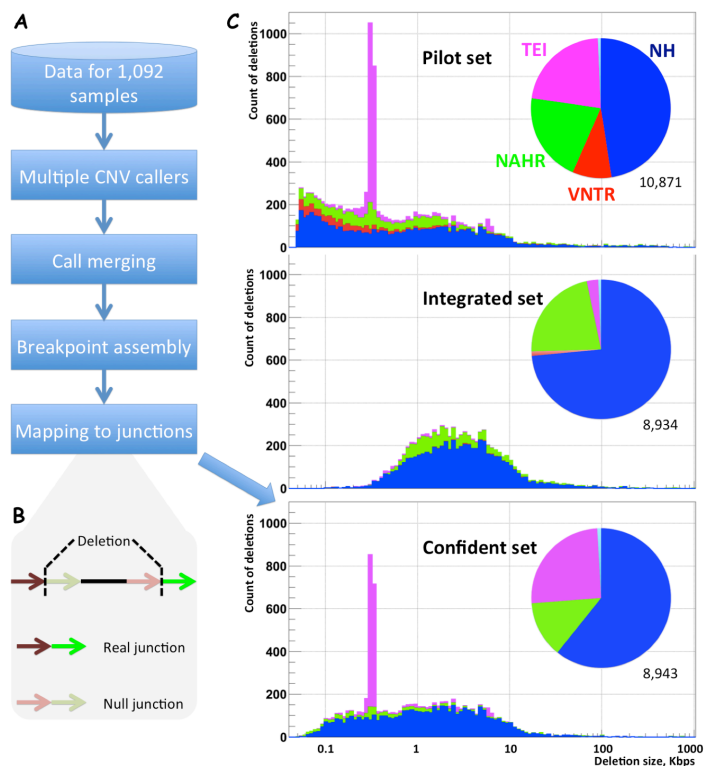 A
Data for 1,092
samples
Multiple CNV callers
Call merging
Breakpoint assembly
Mapping to junctions
B
Deletion
Real junction
Null junction
C
Count of deletions
1000
800
600
400
200
0
Pilot set
TEI
NH
NAHR
VNTR
10,871
Count of deletions
1000
800
600
400
200
0
Integrated set
8,934
Count of deletions
1000
800
600
400
200
0
Confident set
8,943
0.1
1
10
100
1000
Deletion size, Kbps